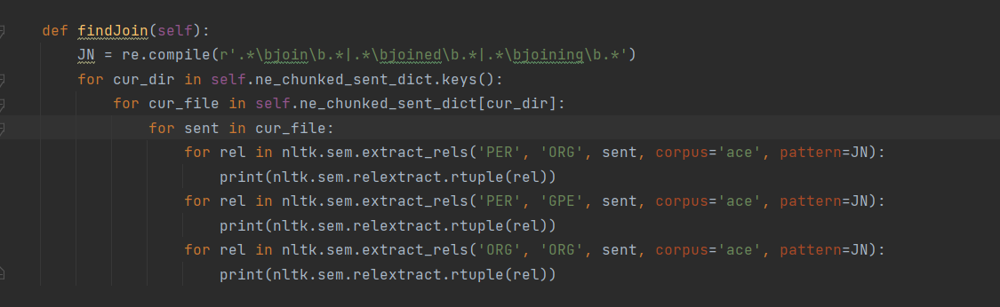 def findJoin(self):
    JN = re.compile(r'.*\bjoin\b.*|.*\bjoined\b.*|.*\bjoining\b.*')
    for cur_dir in self.ne_chunked_sent_dict.keys():
        for cur_file in self.ne_chunked_sent_dict[cur_dir]:
            for sent in cur_file:
                for rel in nltk.sem.extract_rels('PER', 'ORG', sent, corpus='ace', pattern=JN):
                    print(nltk.sem.relextract.rtuple(rel))
                for rel in nltk.sem.extract_rels('PER', 'GPE', sent, corpus='ace', pattern=JN):
                    print(nltk.sem.relextract.rtuple(rel))
                for rel in nltk.sem.extract_rels('ORG', 'ORG', sent, corpus='ace', pattern=JN):
                    print(nltk.sem.relextract.rtuple(rel))